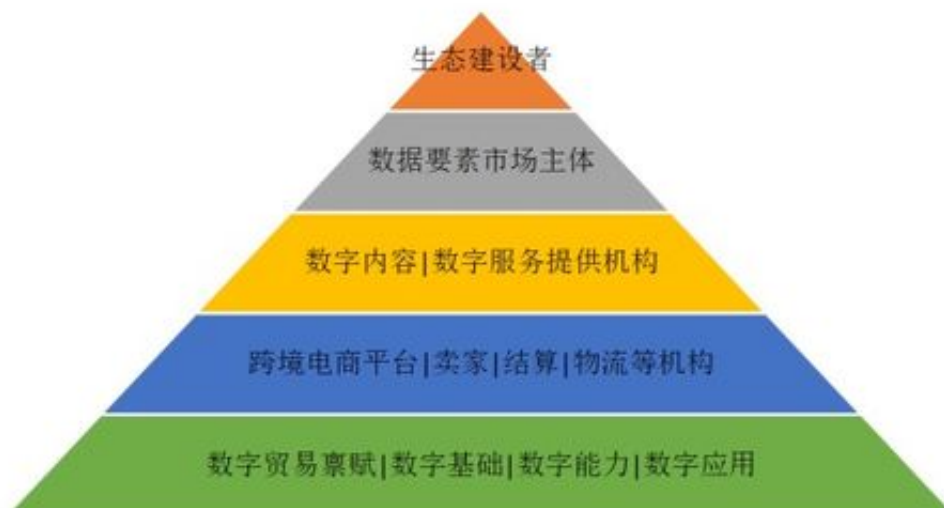 生态建设者
数据要素市场主体
数字内容|数字服务提供机构
跨境电商平台|卖家|结算|物流等机构
数字贸易禀赋|数字基础|数字能力|数字应用